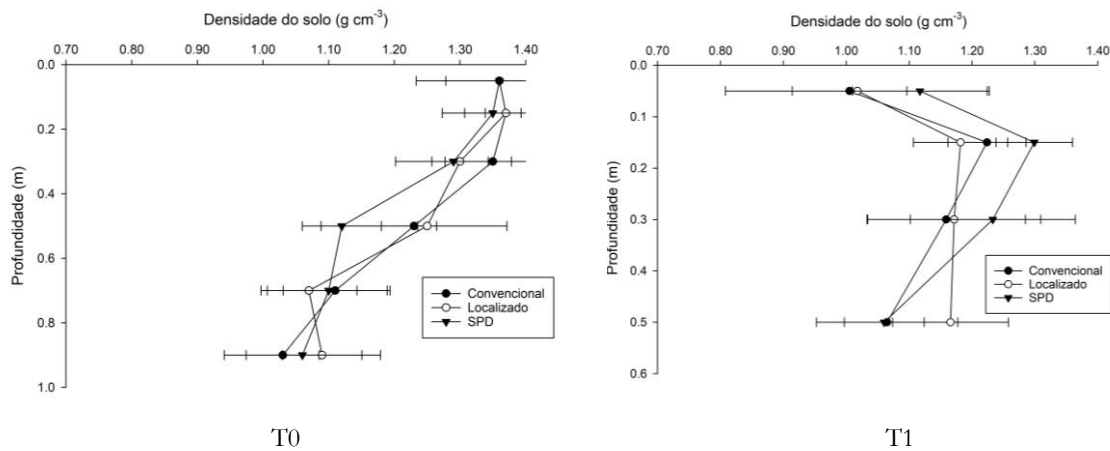 Densidade do solo (g cm-3)
0.70 0.80 0.90 1.00 1.10 1.20 1.30 1.40
0.0
0.2
0.4
0.6
0.8
1.0
Profundidade (m)
Convencional
Localizado
SPD
T0
Densidade do solo (g cm-3)
0.70 0.80 0.90 1.00 1.10 1.20 1.30 1.40
0.0
0.1
0.2
0.3
0.4
0.5
0.6
Profundidade (m)
Convencional
Localizado
SPD
T1